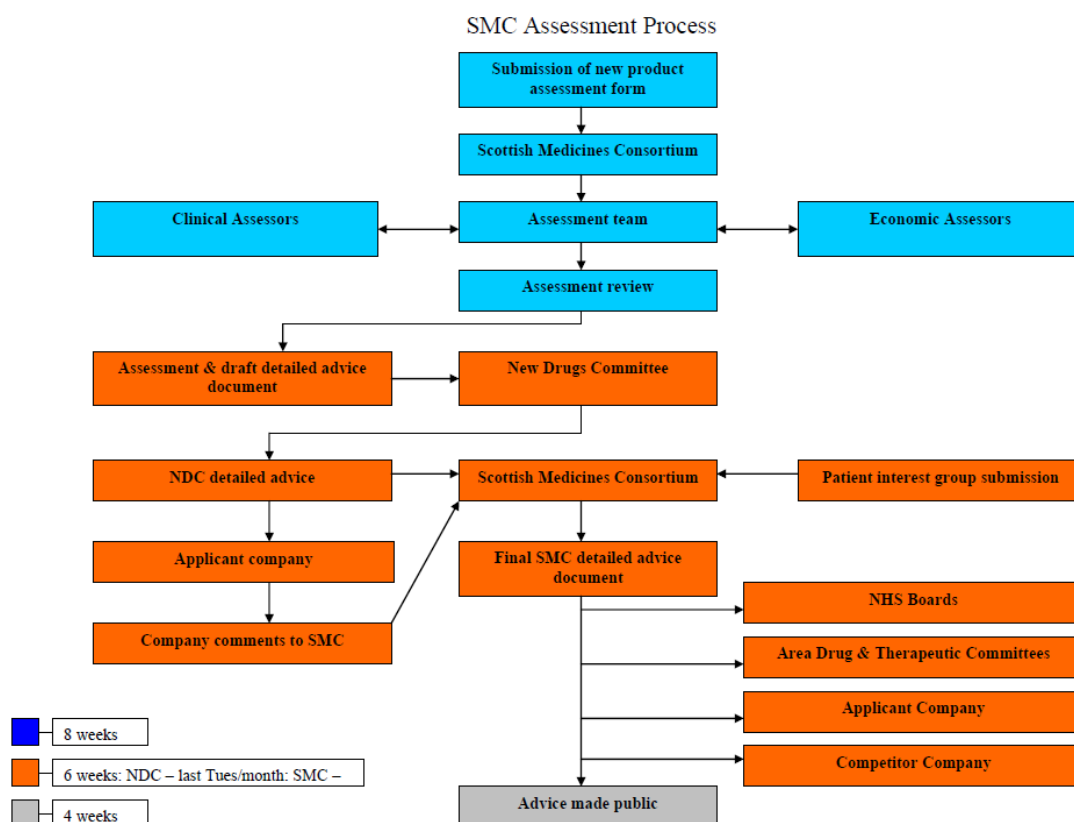 SMC Assessment Process
Submission of new product
assessment form
Scottish Medicines Consortium
Clinical Assessors
Assessment team
Economic Assessors
Assessment review
Assessment & draft detailed advice
document
New Drugs Committee
NDC detailed advice
Scottish Medicines Consortium
Patient interest group submission
Applicant company
Final SMC detailed advice
document
Company comments to SMC
NHS Boards
Area Drug & Therapeutic Committees
Applicant Company
Competitor Company
Advice made public
8 weeks
6 weeks: NDC – last Tues/month: SMC –
4 weeks